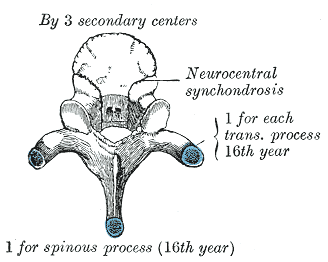 By 3 secondary centers
Neurocentral
synchondrosis
1 for each
trans. process
16th year
1 for spinous process (16th year)